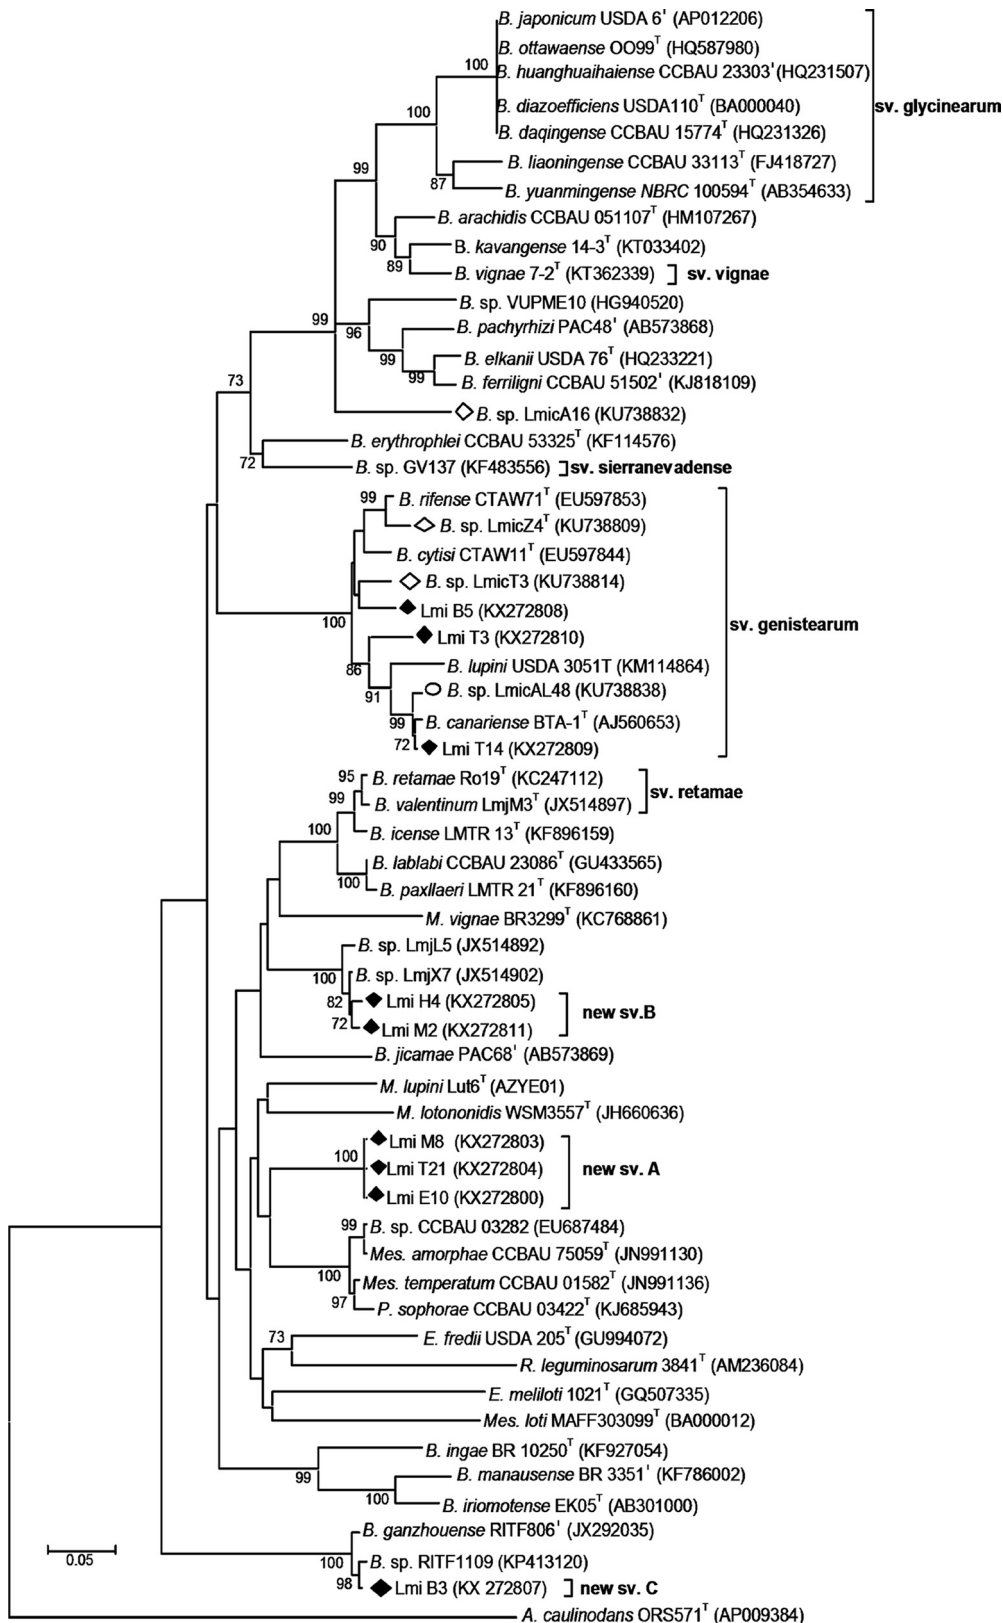 B. japonicum USDA 6' (AP012206)
B. ottawaense OO99T (HQ587980)
100
B. huanghuaihaiense CCBAU 23303' (HQ231507)
B. diazoefficiens USDA110T (BA000040)
sv. glycinearum
100
B. daqingense CCBAU 15774T (HQ231326)
B. liaoningense CCBAU 33113T (FJ418727)
99
87
B. yuanmingense NBRC 100594T (AB354633)
B. arachidis CCBAU 051107T (HM107267)
90
B. kavangense 14-3T (KT033402)
89
B. vignae 7-2T (KT362339)
sv. vignae
B. sp. VUPME10 (HG940520)
99
96
B. pachyrhizi PAC48' (AB573868)
99
B. elkanii USDA 76T (HQ233221)
99
B. ferriligni CCBAU 51502' (KJ818109)
73
B. sp. LmicA16 (KU738832)
B. erythrophlei CCBAU 53325T (KF114576)
72
B. sp. GV137 (KF483556)
sv. sierranevadense
99
B. rifense CTAW71T (EU597853)
B. sp. LmicZ4T (KU738809)
B. cytisi CTAW11T (EU597844)
B. sp. LmicT3 (KU738814)
Lmi B5 (KX272808)
100
sv. genistearum
Lmi T3 (KX272810)
86
B. lupini USDA 3051T (KM114864)
91
B. sp. LmicAL48 (KU738838)
99
B. canariense BTA-1T (AJ560653)
72
Lmi T14 (KX272809)
95
B. retamae Ro19T (KC247112)
sv. retamae
99
B. valentinum LmjM3T (JX514897)
100
B. icense LMTR 13T (KF896159)
B. lablabi CCBAU 23086T (GU433565)
100
B. paxllaeri LMTR 21T (KF896160)
M. vignae BR3299T (KC768861)
B. sp. LmjL5 (JX514892)
100
B. sp. LmjX7 (JX514902)
82
Lmi H4 (KX272805)
new sv.B
72
Lmi M2 (KX272811)
B. jicamae PAC68' (AB573869)
M. lupini Lut6T (AZYE01)
M. lotononidis WSM3557T (JH660636)
Lmi M8 (KX272803)
100
Lmi T21 (KX272804)
new sv. A
Lmi E10 (KX272800)
99
B. sp. CCBAU 03282 (EU687484)
Mes. amorphae CCBAU 75059T (JN991130)
100
Mes. temperatum CCBAU 01582T (JN991136)
97
P. sophorae CCBAU 03422T (KJ685943)
73
E. fredii USDA 205T (GU994072)
R. leguminosarum 3841T (AM236084)
E. meliloti 1021T (GQ507335)
Mes. loti MAFF303099T (BA000012)
B. ingae BR 10250T (KF927054)
99
B. manausense BR 3351' (KF786002)
100
B. iriomotense EK05T (AB301000)
B. ganzhouense RITF806' (JX292035)
0.05
100
B. sp. RITF1109 (KP413120)
98
Lmi B3 (KX 272807)
new sv. C
A. caulinodans ORS571T (AP009384)